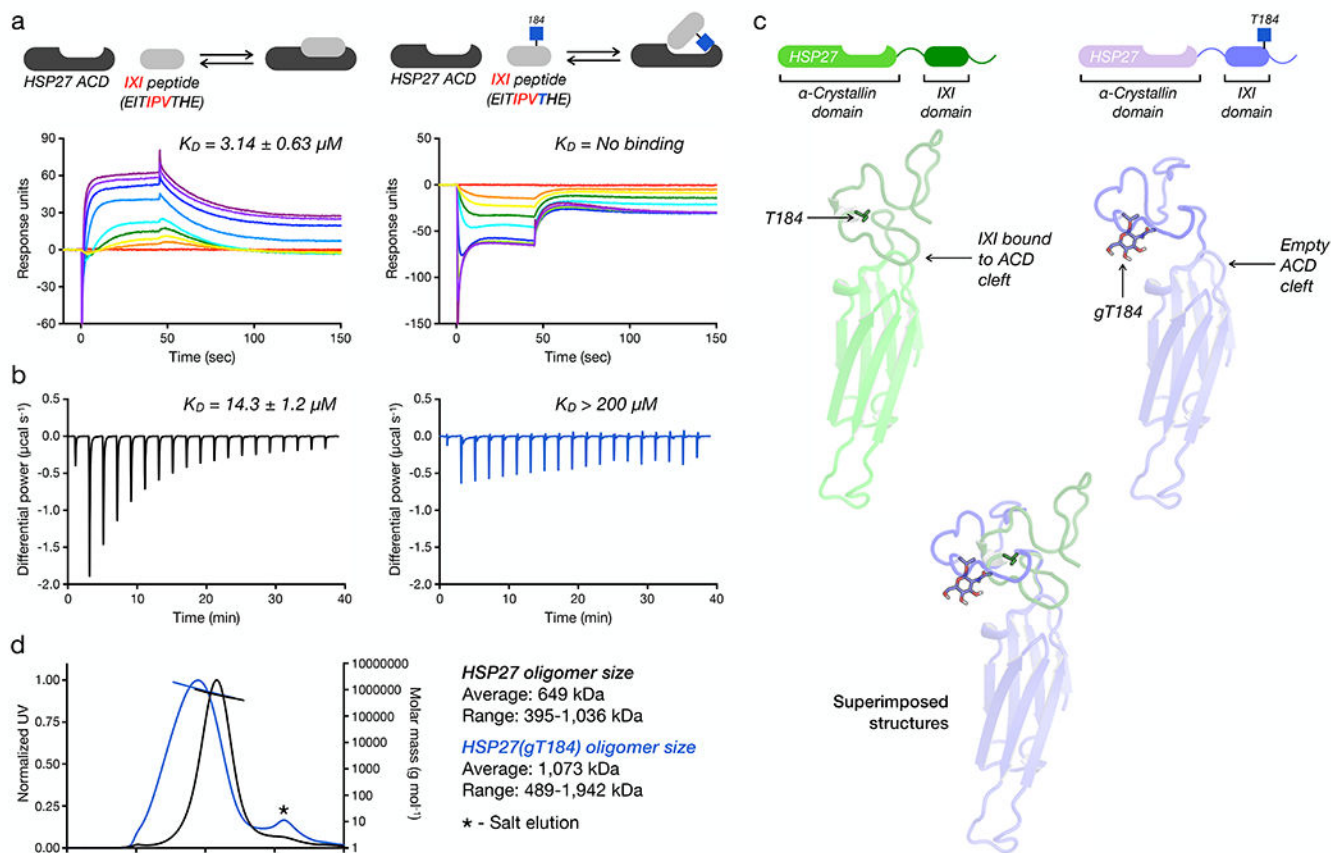 a
184
HSP27 ACD
IXI peptide
(EITIPVTHE)
HSP27 ACD
IXI peptide
(EITIPVTHE)
90
60
30
0
-30
-60
Response units
K_D = 3.14 ± 0.63 µM
0
50
100
150
Time (sec)
50
0
-50
-100
-150
Response units
K_D = No binding
0
50
100
150
Time (sec)
b
0.5
0.0
-0.5
-1.0
-1.5
-2.0
Differential power (µcal s⁻¹)
K_D = 14.3 ± 1.2 µM
0
10
20
30
40
Time (min)
0.5
0.0
-0.5
-1.0
-1.5
-2.0
Differential power (µcal s⁻¹)
K_D > 200 µM
0
10
20
30
40
Time (min)
c
HSP27
α-Crystallin
domain
IXI
domain
T184
HSP27
α-Crystallin
domain
IXI
domain
T184
IXI bound
to ACD
cleft
gT184
Empty
ACD
cleft
Superimposed
structures
d
1.00
0.75
0.50
0.25
0.00
Normalized UV
10000000
1000000
100000
10000
1000
100
10
1
Molar mass (g mol⁻¹)
*
HSP27 oligomer size
Average: 649 kDa
Range: 395-1,036 kDa
HSP27(gT184) oligomer size
Average: 1,073 kDa
Range: 489-1,942 kDa
* - Salt elution